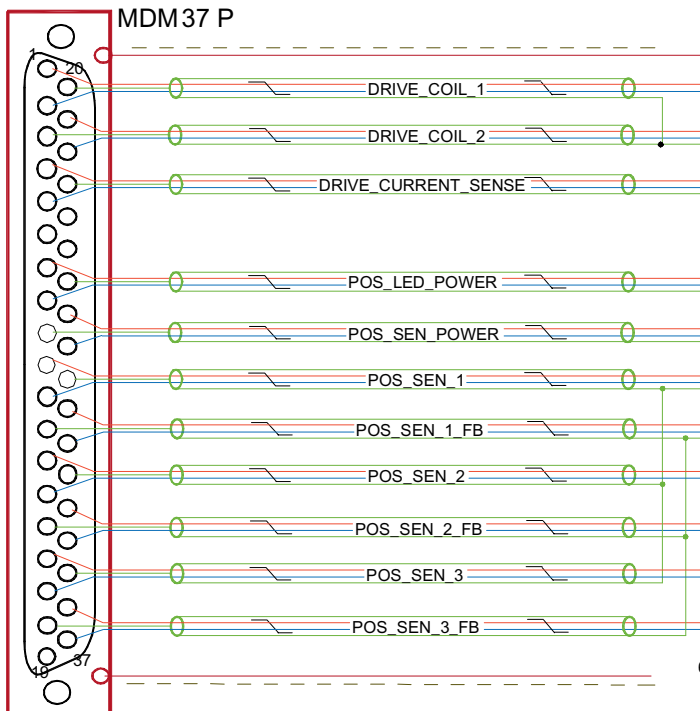 MDM37 P
1
20
DRIVE_COIL_1
DRIVE_COIL_2
DRIVE_CURRENT_SENSE
POS_LED_POWER
POS_SEN_POWER
POS_SEN_1
POS_SEN_1_FB
POS_SEN_2
POS_SEN_2_FB
POS_SEN_3
POS_SEN_3_FB
37
19